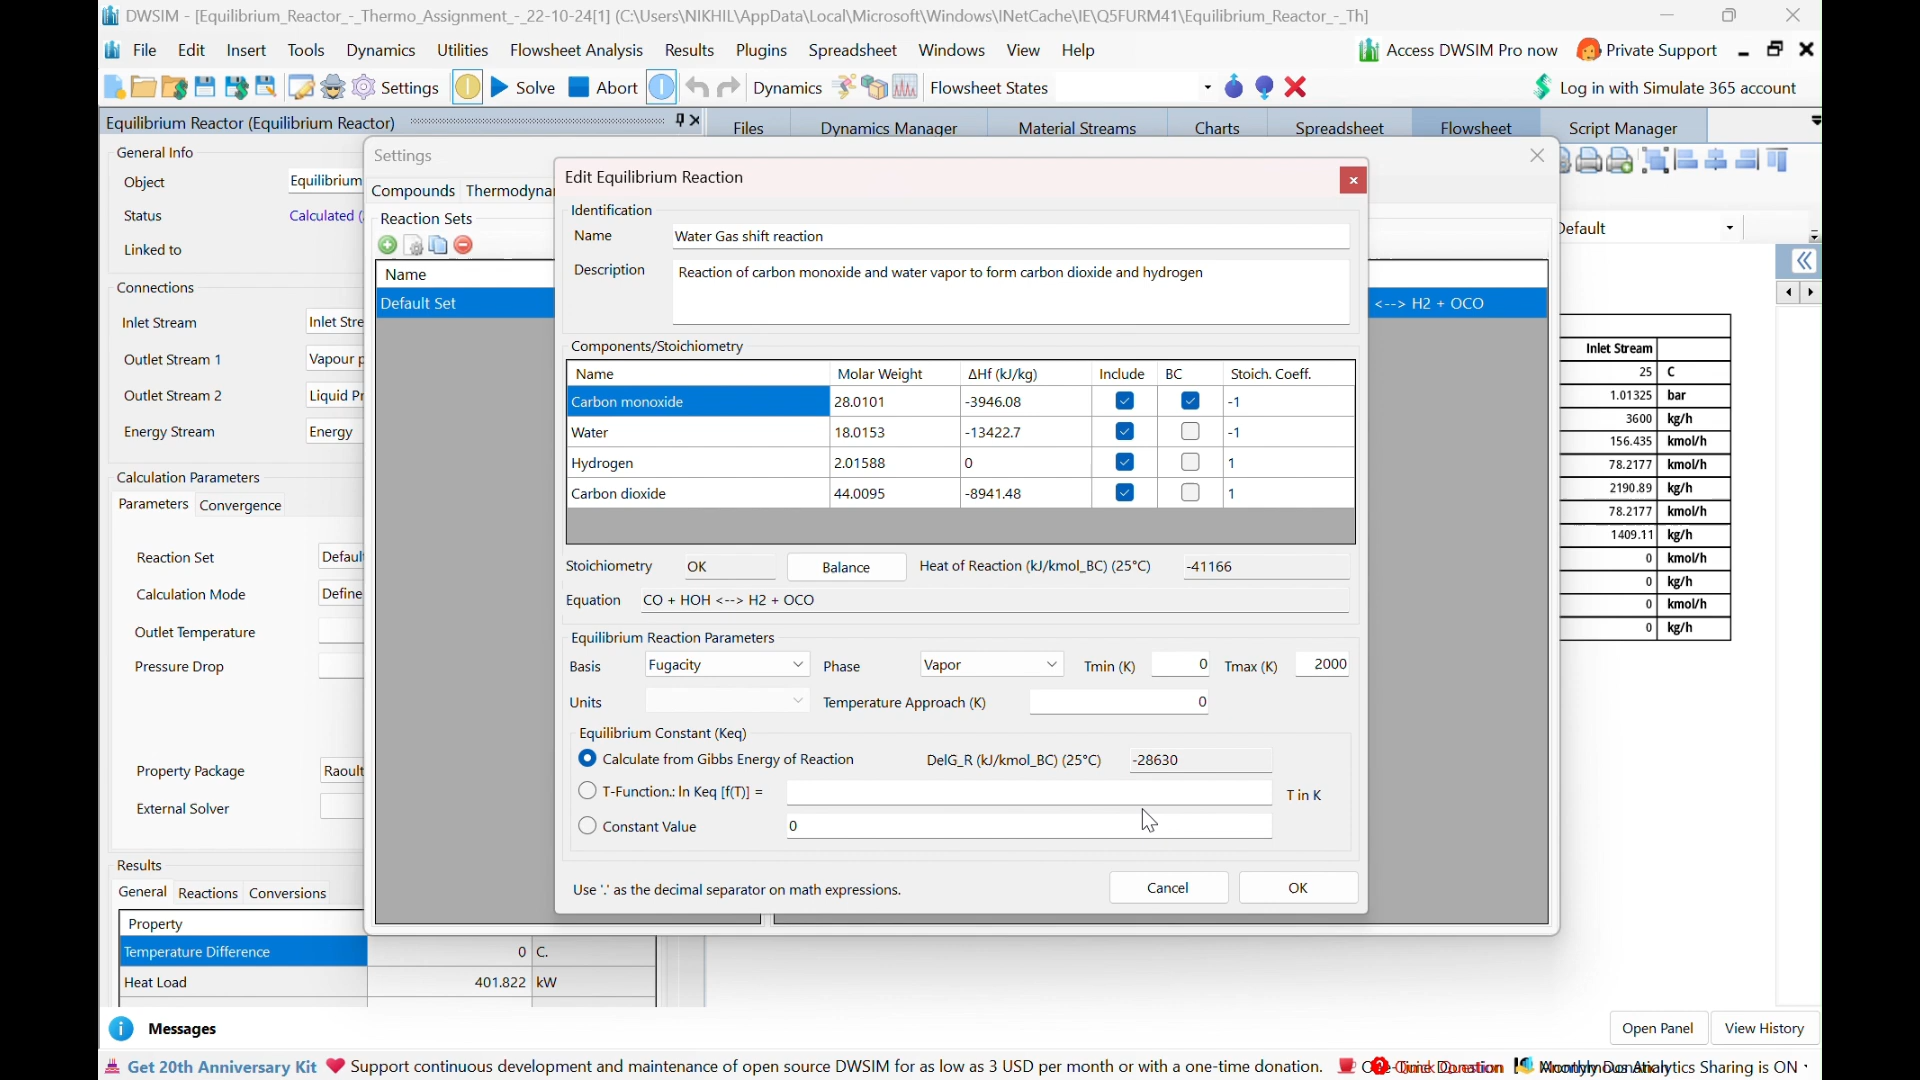 DWSIM - [Equilibrium_Reactor_-_Thermo_Assignment_-_22-10-24[1] (C:\Users\NIKHIL\AppData\Local\Microsoft\Windows\INetCache\IE\Q5FURM41\Equilibrium_Reactor_-_Th]
File Edit Insert Tools Dynamics Utilities Flowsheet Analysis Results Plugins Spreadsheet Windows View Help Access DWSIM Pro now Private Support
Settings Solve Abort Dynamics Flowsheet States Log in with Simulate 365 account
Equilibrium Reactor (Equilibrium Reactor) Files Dynamics Manager Material Streams Charts Spreadsheet Flowsheet Script Manager
General Info
Object Equilibrium
Status Calculated (
Linked to
Connections
Inlet Stream Inlet Stre
Outlet Stream 1 Vapour p
Outlet Stream 2 Liquid Pr
Energy Stream Energy
Calculation Parameters
Parameters Convergence
Reaction Set Defaul
Calculation Mode Define
Outlet Temperature
Pressure Drop
Property Package Raoult
External Solver
Results
General Reactions Conversions
Property
Temperature Difference 0 C.
Heat Load 401.822 kW
Settings
Compounds Thermodyna
Reaction Sets
Name
Default Set
<--> H2 + OCO
Edit Equilibrium Reaction
Identification
Name Water Gas shift reaction
Description Reaction of carbon monoxide and water vapor to form carbon dioxide and hydrogen
Components/Stoichiometry
Name Molar Weight ΔHf (kJ/kg) Include BC Stoich. Coeff.
Carbon monoxide 28.0101 -3946.08 -1
Water 18.0153 -13422.7 -1
Hydrogen 2.01588 0 1
Carbon dioxide 44.0095 -8941.48 1
Stoichiometry OK Balance Heat of Reaction (kJ/kmol_BC) (25°C) -41166
Equation CO + HOH <--> H2 + OCO
Equilibrium Reaction Parameters
Basis Fugacity Phase Vapor Tmin (K) 0 Tmax (K) 2000
Units Temperature Approach (K) 0
Equilibrium Constant (Keq)
Calculate from Gibbs Energy of Reaction DelG_R (kJ/kmol_BC) (25°C) -28630
T-Function.: ln Keq [f(T)] = T in K
Constant Value 0
Use '.' as the decimal separator on math expressions. Cancel OK
Default
Inlet Stream
25 C
1.01325 bar
3600 kg/h
156.435 kmol/h
78.2177 kmol/h
2190.89 kg/h
78.2177 kmol/h
1409.11 kg/h
0 kmol/h
0 kg/h
0 kmol/h
0 kg/h
Messages Open Panel View History
Get 20th Anniversary Kit Support continuous development and maintenance of open source DWSIM for as low as 3 USD per month or with a one-time donation. Sharing is ON